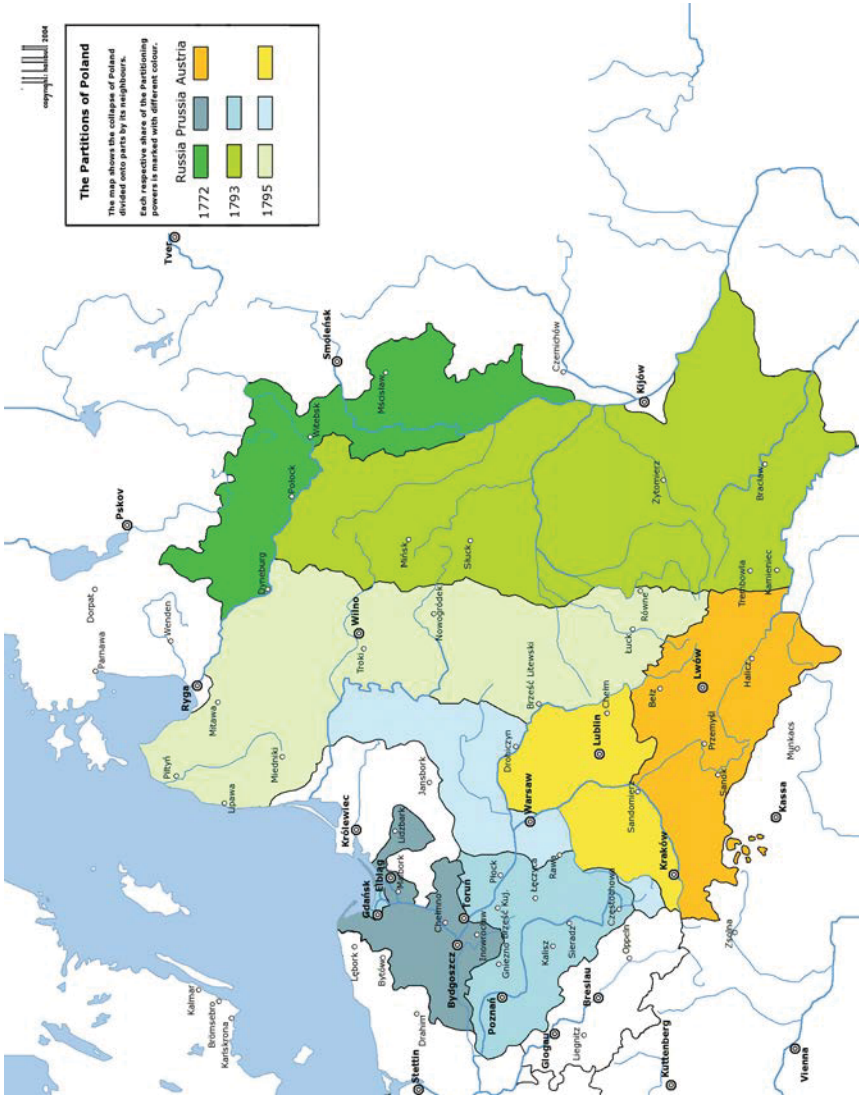 copyright: halibutt 2004
The Partitions of Poland
The map shows the collapse of Poland
divided onto parts by its neighbours.
Each respective share of the Partitioning
powers is marked with different colour.
Russia Prussia Austria
1772
1793
1795
Parnawa
Dorpat
Pskov
Tver
Wenden
Kalmar
Brömsebro
Karlskrona
Piltyń
Ryga
Mitawa
Lipawa
Miedniki
Dyneburg
Połock
Witebsk
Smoleńsk
Mścisław
Wilno
Troki
Mińsk
Nowogródek
Słuck
Królewiec
Lębork
Bytów
Gdańsk
Elbląg
Malbork
Lidzbark
Jansbork
Stettin
Drahim
Chełmno
Bydgoszcz
Toruń
Inowrocław
Poznań
Gniezno
Brześć Kuj.
Płock
Warsaw
Drohiczyn
Brześć Litewski
Czernichów
Łęczyca
Kalisz
Rawa
Sieradz
Glogau
Liegnitz
Breslau
Lublin
Chełm
Łuck
Równe
Kijów
Żytomierz
Częstochowa
Oppeln
Sandomierz
Bełz
Kuttenberg
Kraków
Lwów
Przemyśl
Sanok
Halicz
Trembowla
Bracław
Kamieniec
Zsolna
Kassa
Munkacs
Vienna